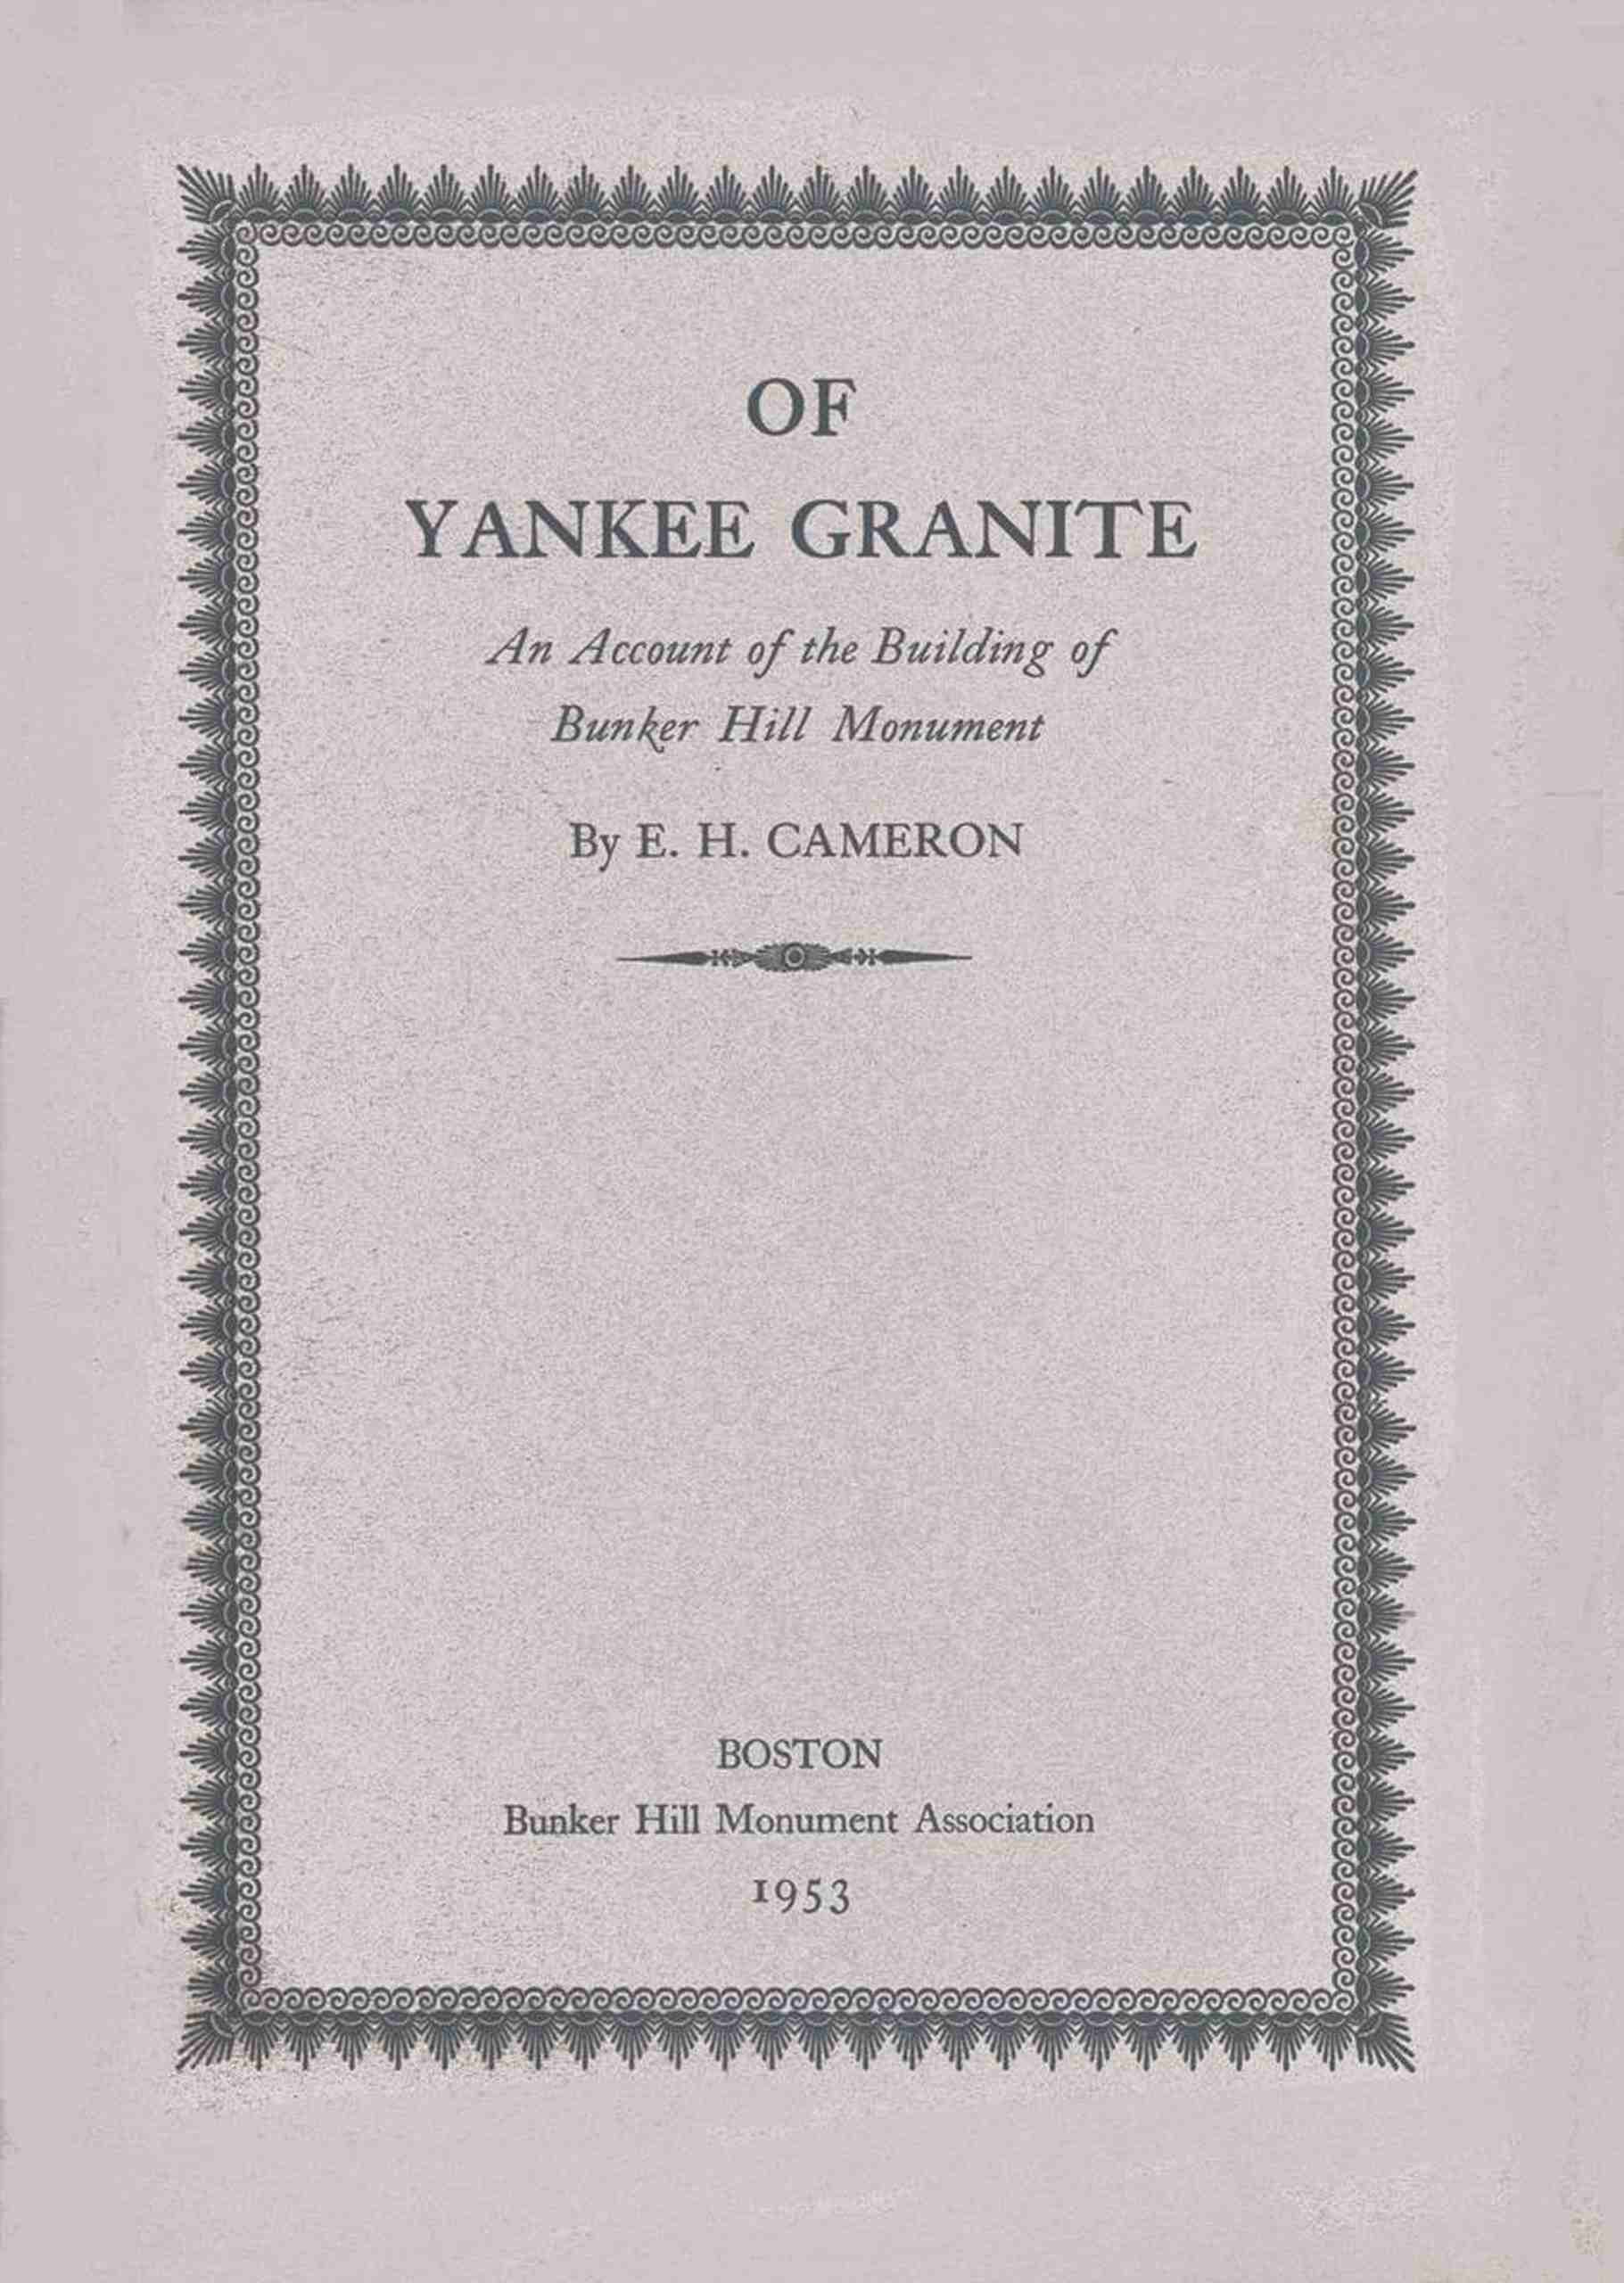 OF
YANKEE GRANITE
An Account of the Building of
Bunker Hill Monument
By E. H. CAMERON
BOSTON
Bunker Hill Monument Association
1953